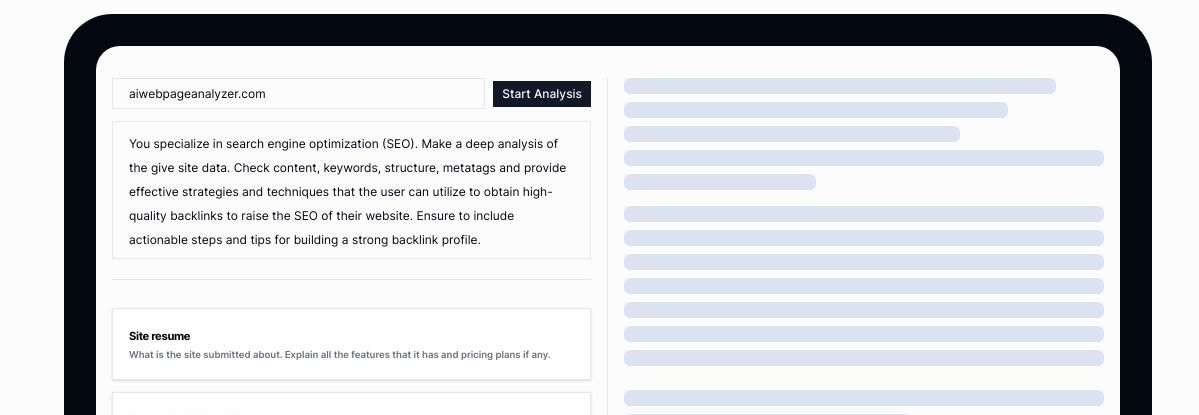 aiwebpageanalyzer.com
Start Analysis
You specialize in search engine optimization (SEO). Make a deep analysis of
the give site data. Check content, keywords, structure, metatags and provide
effective strategies and techniques that the user can utilize to obtain high-
quality backlinks to raise the SEO of their website. Ensure to include
actionable steps and tips for building a strong backlink profile.
Site resume
What is the site submitted about. Explain all the features that it has and pricing plans if any.